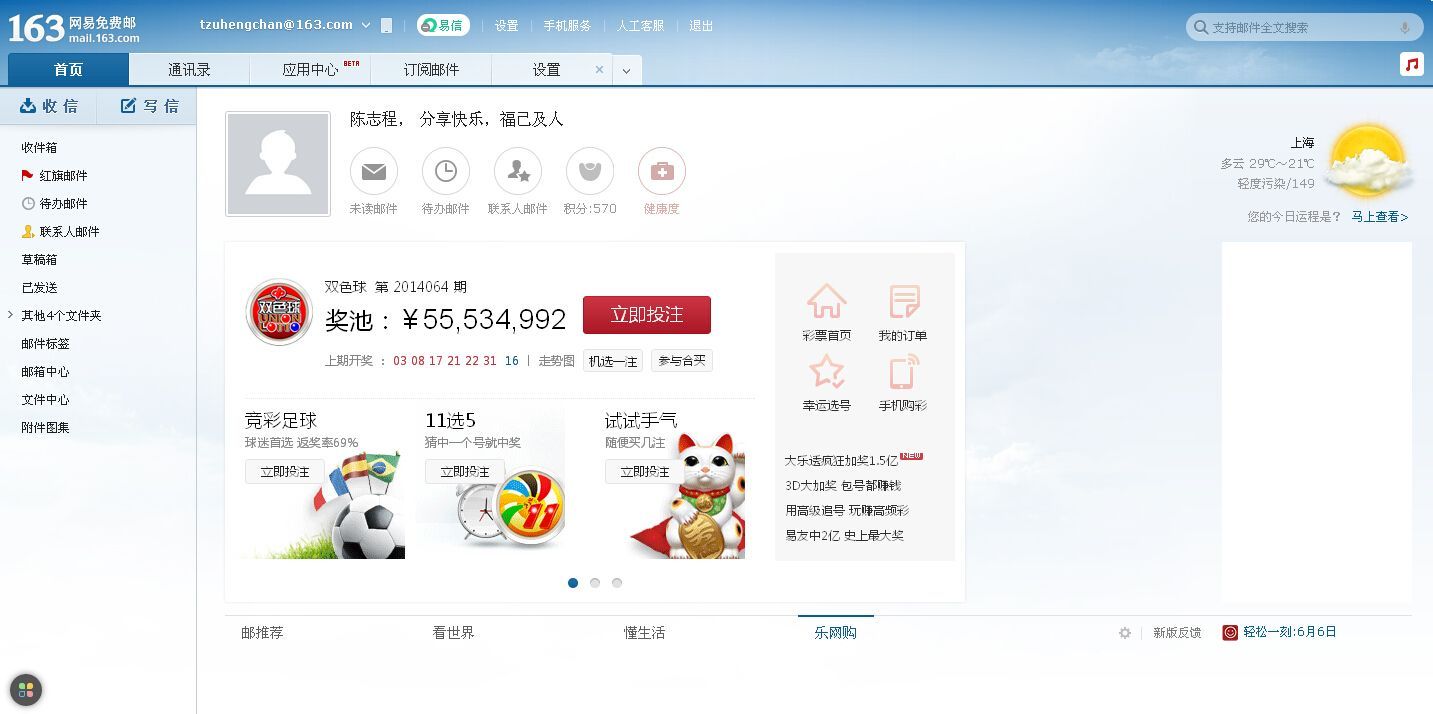 163 网易免费邮
mail.163.com
tzuhengchan@163.com
易信
设置
手机服务
人工客服
退出
支持邮件全文搜索
首页
通讯录
应用中心 BETA
订阅邮件
设置 ×
收信
写信
收件箱
红旗邮件
待办邮件
联系人邮件
草稿箱
已发送
其他4个文件夹
邮件标签
邮箱中心
文件中心
附件图集
陈志程， 分享快乐，福己及人
未读邮件
待办邮件
联系人邮件
积分:570
健康度
上海
多云 29℃～21℃
轻度污染/149
您的今日运程是？ 马上查看>
双色球
UNION
LOTTO
双色球 第 2014064 期
奖池：￥55,534,992
立即投注
上期开奖 ： 03 08 17 21 22 31 16 | 走势图
机选一注
参与合买
竞彩足球
球迷首选 返奖率69%
立即投注
11选5
猜中一个号就中奖
立即投注
11
试试手气
随便买几注
立即投注
彩票首页
我的订单
幸运选号
手机购彩
大乐透疯狂加奖1.5亿 NEW
3D大加奖 包号都赚钱
用高级追号 玩赚高频彩
易友中2亿 史上最大奖
邮推荐
看世界
懂生活
乐网购
新版反馈
轻松一刻:6月6日